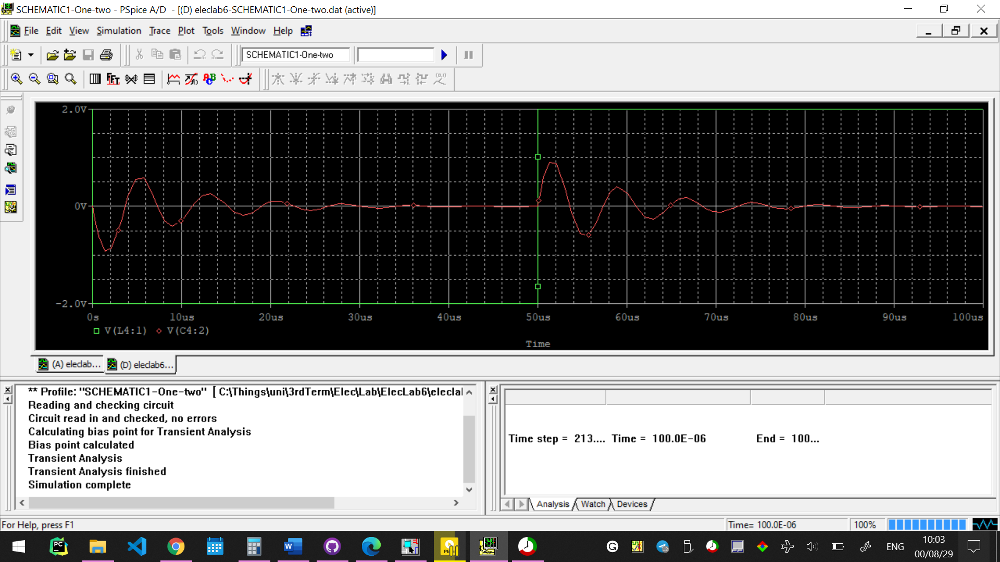 SCHEMATIC1-One-two - PSpice A/D - [(D) eleclab6-SCHEMATIC1-One-two.dat (active)]
File Edit View Simulation Trace Plot Tools Window Help
SCHEMATIC1-One-two
2.0V
0V
-2.0V
0s 10us 20us 30us 40us 50us 60us 70us 80us 90us 100us
V(L4:1) V(C4:2)
Time
(A) eleclab... (D) eleclab6...
** Profile: "SCHEMATIC1-One-two" [ C:\Things\uni\3rdTerm\Elec\Lab\ElecLab6\elecla
Reading and checking circuit
Circuit read in and checked, no errors
Calculating bias point for Transient Analysis
Bias point calculated
Transient Analysis
Transient Analysis finished
Simulation complete
Time step = 213.... Time = 100.0E-06 End = 100...
Analysis Watch Devices
For Help, press F1
Time= 100.0E-06 100%
ENG
10:03
00/08/29